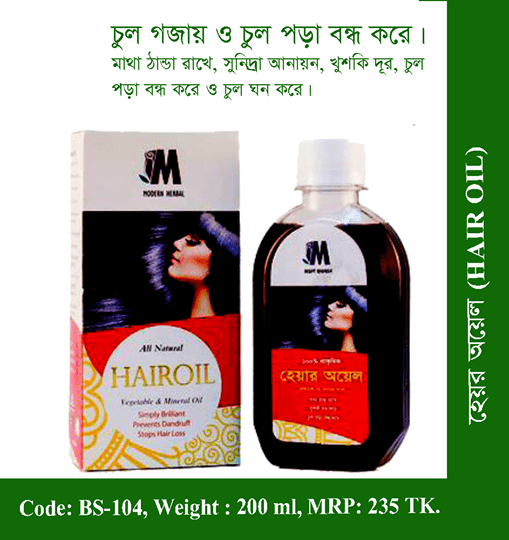 চুল গজায় ও চুল পড়া বন্ধ করে।
মাথা ঠান্ডা রাখে, সুনিদ্রা আনায়ন, খুশকি দূর, চুল
পড়া বন্ধ করে ও চুল ঘন করে।
হেয়র অয়েল (HAIR OIL)
M
MODERN HERBAL
All Natural
HAIROIL
Vegetable & Mineral Oil
Simply Brilliant
Prevents Dandruff
Stops Hair Loss
M
১০০% প্রাকৃতিক
হেয়ার অয়েল
Code: BS-104, Weight : 200 ml, MRP: 235 TK.